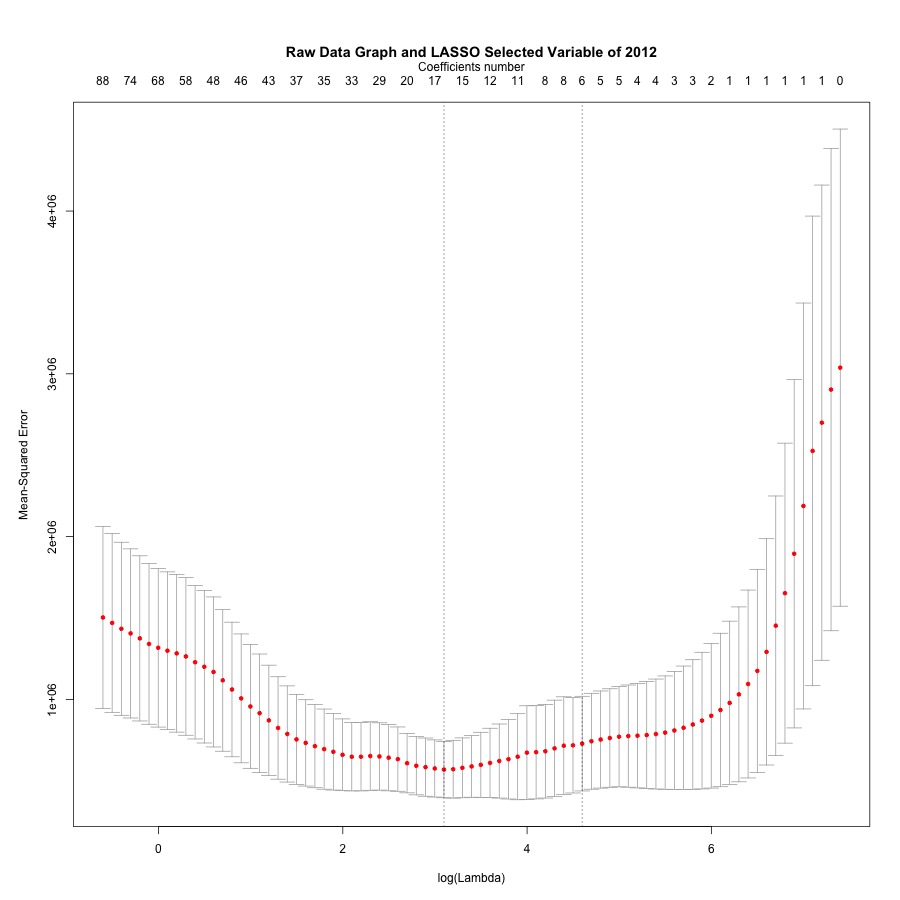 Raw Data Graph and LASSO Selected Variable of 2012
Coefficients number
88 74 68 58 48 46 43 37 35 33 29 20 17 15 12 11 8 8 6 5 5 4 4 3 3 2 1 1 1 1 1 1 0
4e+06
3e+06
2e+06
1e+06
Mean-Squared Error
0 2 4 6
log(Lambda)